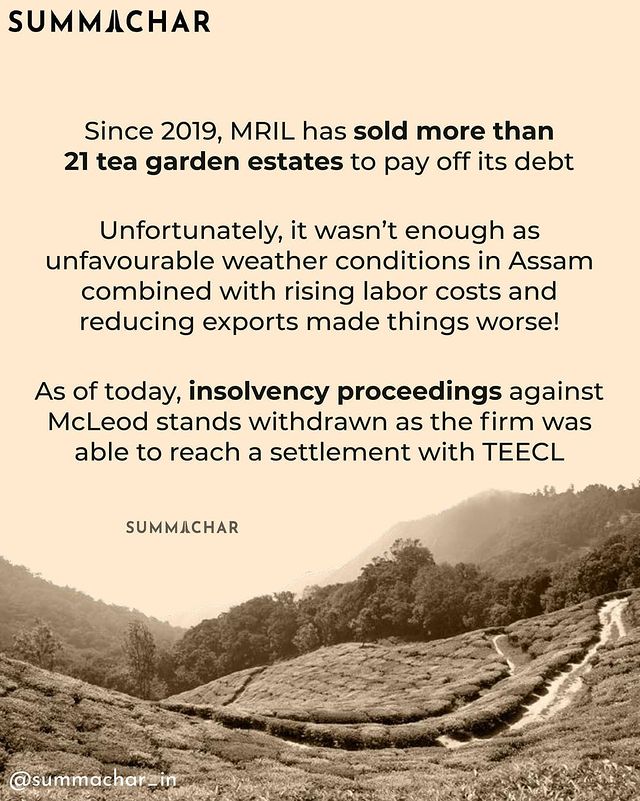 SUMMACHAR
Since 2019, MRIL has sold more than
21 tea garden estates to pay off its debt
Unfortunately, it wasn't enough as
unfavourable weather conditions in Assam
combined with rising labor costs and
reducing exports made things worse!
As of today, insolvency proceedings against
McLeod stands withdrawn as the firm was
able to reach a settlement with TEECL
SUMMACHAR
@summachar_in